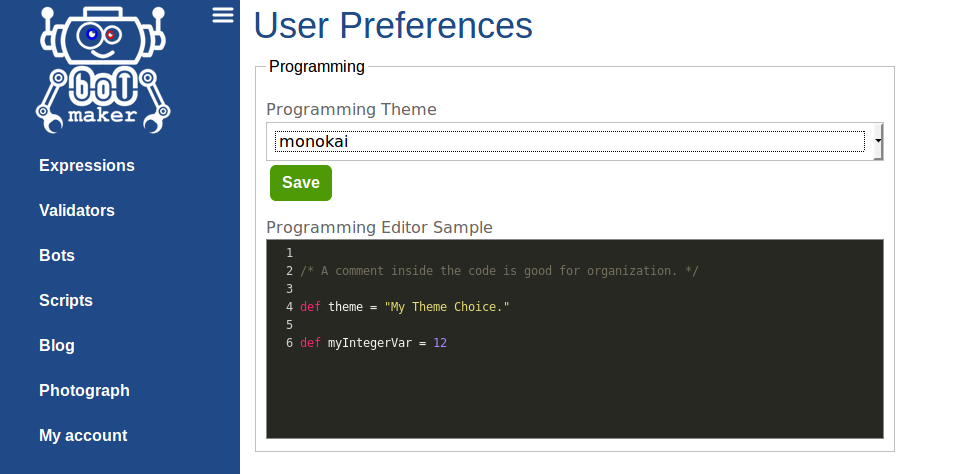 bot
maker
Expressions
Validators
Bots
Scripts
Blog
Photograph
My account
User Preferences
Programming
Programming Theme
monokai
Save
Programming Editor Sample
1
2 /* A comment inside the code is good for organization. */
3
4 def theme = "My Theme Choice."
5
6 def myIntegerVar = 12